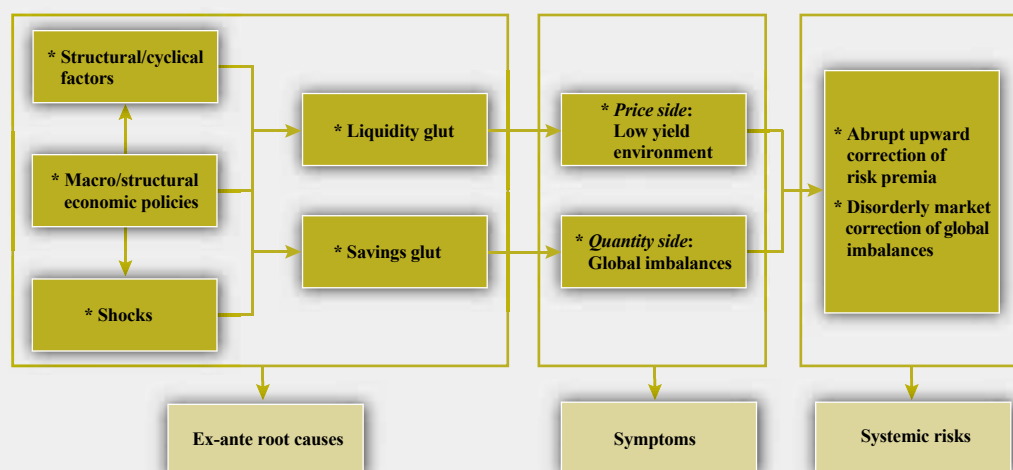 * Structural/cyclical
factors
* Macro/structural
economic policies
* Shocks
* Liquidity glut
* Savings glut
* Price side:
Low yield
environment
* Quantity side:
Global imbalances
* Abrupt upward
correction of
risk premia
* Disorderly market
correction of global
imbalances
Ex-ante root causes
Symptoms
Systemic risks